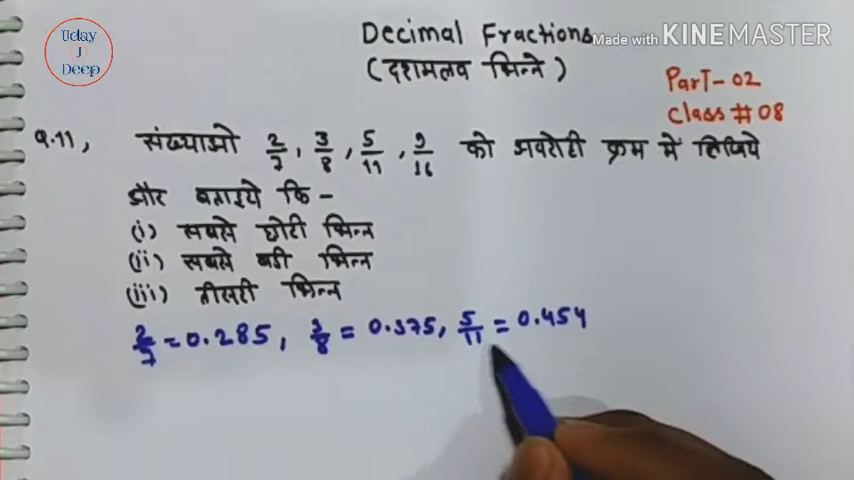 Uday
J
Deep
Decimal Fractions
Made with KINEMASTER
(दशमलव भिन्ने)
Part-02
Class # 08
Q.11, संख्याओ 2/7, 3/8, 5/11, 9/16 को अवरोही क्रम में लिखिये
और बताइये कि -
(i) सबसे छोटी भिन्न
(ii) सबसे बडी भिन्न
(iii) तीसरी भिन्न
2/7 = 0.285, 3/8 = 0.375, 5/11 = 0.454